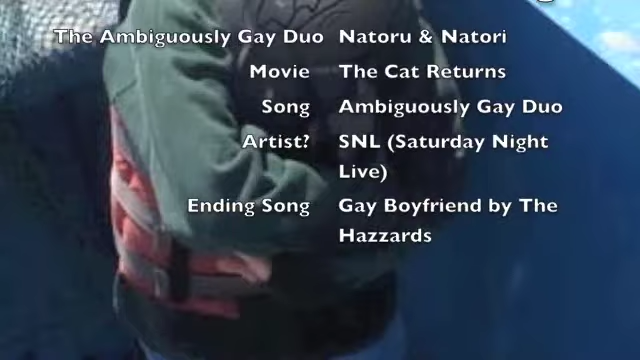 The Ambiguously Gay Duo Natoru & Natori
Movie The Cat Returns
Song Ambiguously Gay Duo
Artist? SNL (Saturday Night
Live)
Ending Song Gay Boyfriend by The
Hazzards